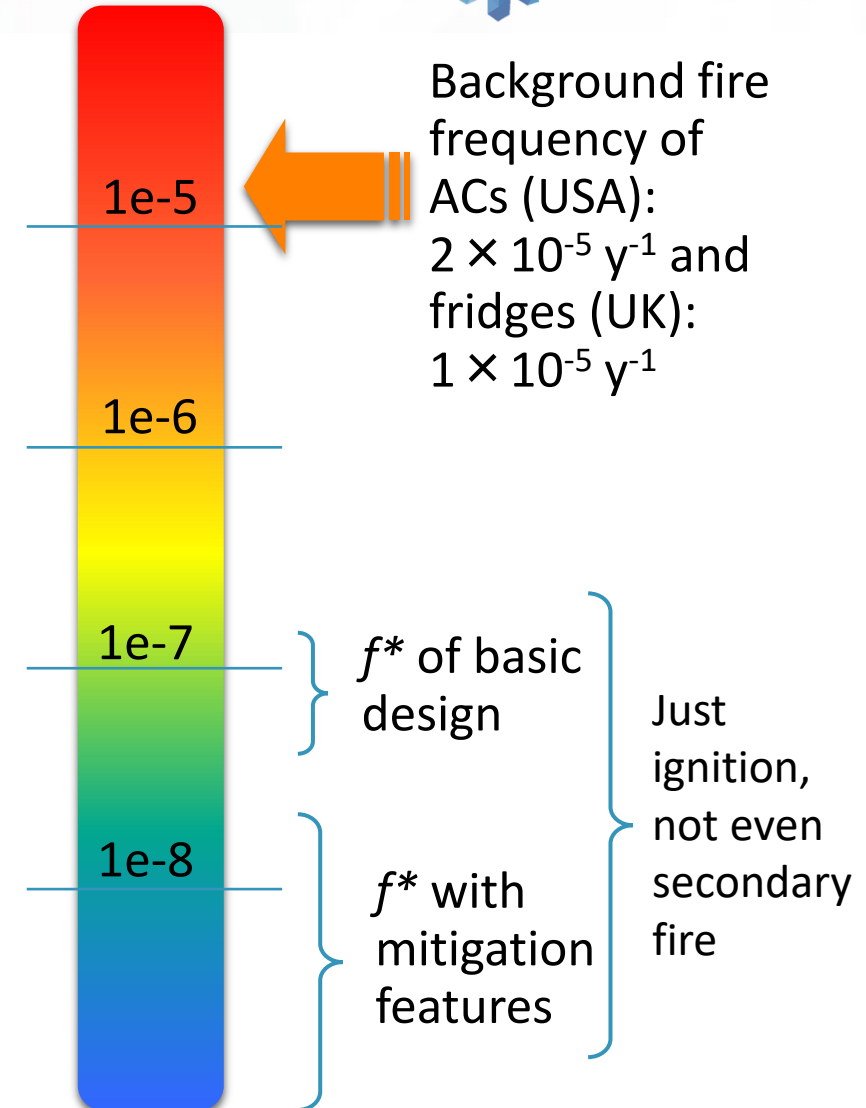 Background fire
frequency of
ACs (USA):
2 × 10⁻⁵ y⁻¹ and
fridges (UK):
1 × 10⁻⁵ y⁻¹
1e-5
1e-6
1e-7
1e-8
f* of basic
design
f* with
mitigation
features
Just
ignition,
not even
secondary
fire